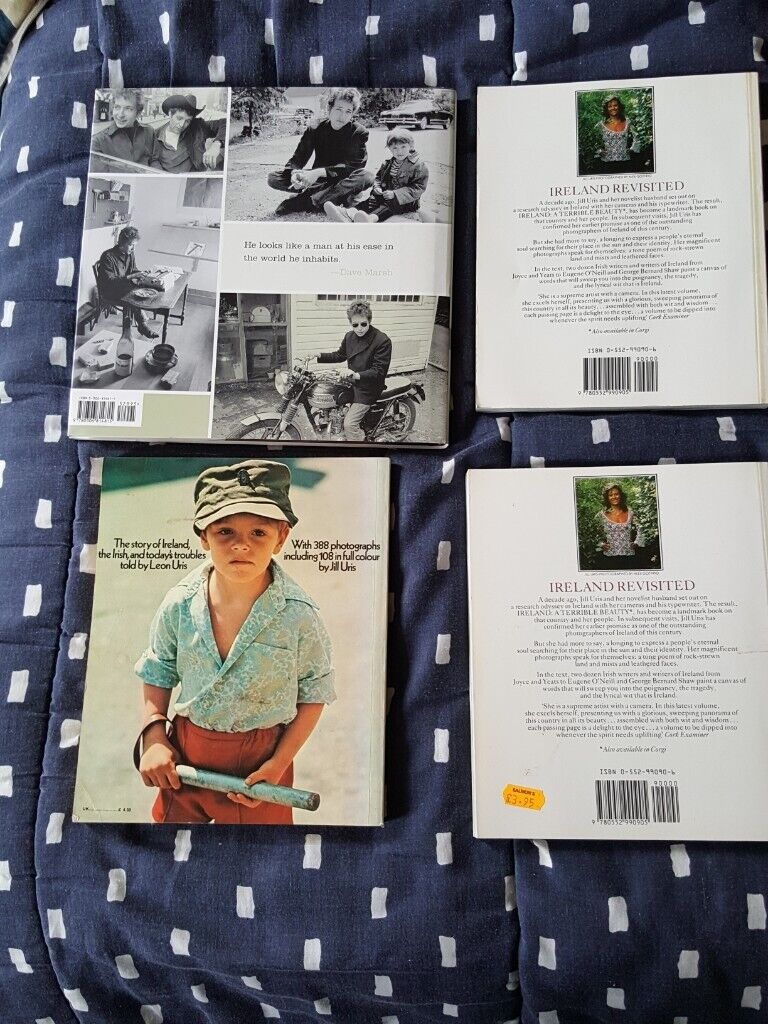 He looks like a man at his ease in
the world he inhabits.
—Dave Marsh
IRELAND REVISITED
A decade ago, Jill Uris and her novelist husband set out on
a research odyssey in Ireland with her cameras and his typewriter. The result,
IRELAND: A TERRIBLE BEAUTY*, has become a landmark book on
that country and her people. In subsequent visits, Jill Uris has
confirmed her earlier promise as one of the outstanding
photographers of Ireland of this century.
But she had more to say, a longing to express a people's eternal
soul searching for their place in the sun and their identity. Her magnificent
photographs speak for themselves: a tone poem of rock-strewn
land and mists and leathered faces.
In the text, two dozen Irish writers and writers of Ireland from
Joyce and Yeats to Eugene O'Neill and George Bernard Shaw paint a canvas of
words that will sweep you into the poignancy, the tragedy,
and the lyrical wit that is Ireland.
'She is a supreme artist with a camera. In this latest volume,
she excels herself, presenting us with a glorious, sweeping panorama of
this country in all its beauty . . . assembled with both wit and wisdom . . .
each passing page is a delight to the eye . . . a volume to be dipped into
whenever the spirit needs uplifting' Cork Examiner
*Also available in Corgi
ISBN 0-552-99090-6
90000
9 780552 990905
The story of Ireland,
the Irish, and today's troubles
told by Leon Uris
With 388 photographs
including 108 in full colour
by Jill Uris
IRELAND REVISITED
A decade ago, Jill Uris and her novelist husband set out on
a research odyssey in Ireland with her cameras and his typewriter. The result,
IRELAND: A TERRIBLE BEAUTY*, has become a landmark book on
that country and her people. In subsequent visits, Jill Uris has
confirmed her earlier promise as one of the outstanding
photographers of Ireland of this century.
But she had more to say, a longing to express a people's eternal
soul searching for their place in the sun and their identity. Her magnificent
photographs speak for themselves: a tone poem of rock-strewn
land and mists and leathered faces.
In the text, two dozen Irish writers and writers of Ireland from
Joyce and Yeats to Eugene O'Neill and George Bernard Shaw paint a canvas of
words that will sweep you into the poignancy, the tragedy,
and the lyrical wit that is Ireland.
'She is a supreme artist with a camera. In this latest volume,
she excels herself, presenting us with a glorious, sweeping panorama of
this country in all its beauty . . . assembled with both wit and wisdom . . .
each passing page is a delight to the eye . . . a volume to be dipped into
whenever the spirit needs uplifting' Cork Examiner
*Also available in Corgi
ISBN 0-552-99090-6
90000
9 780552 990905
£3.95